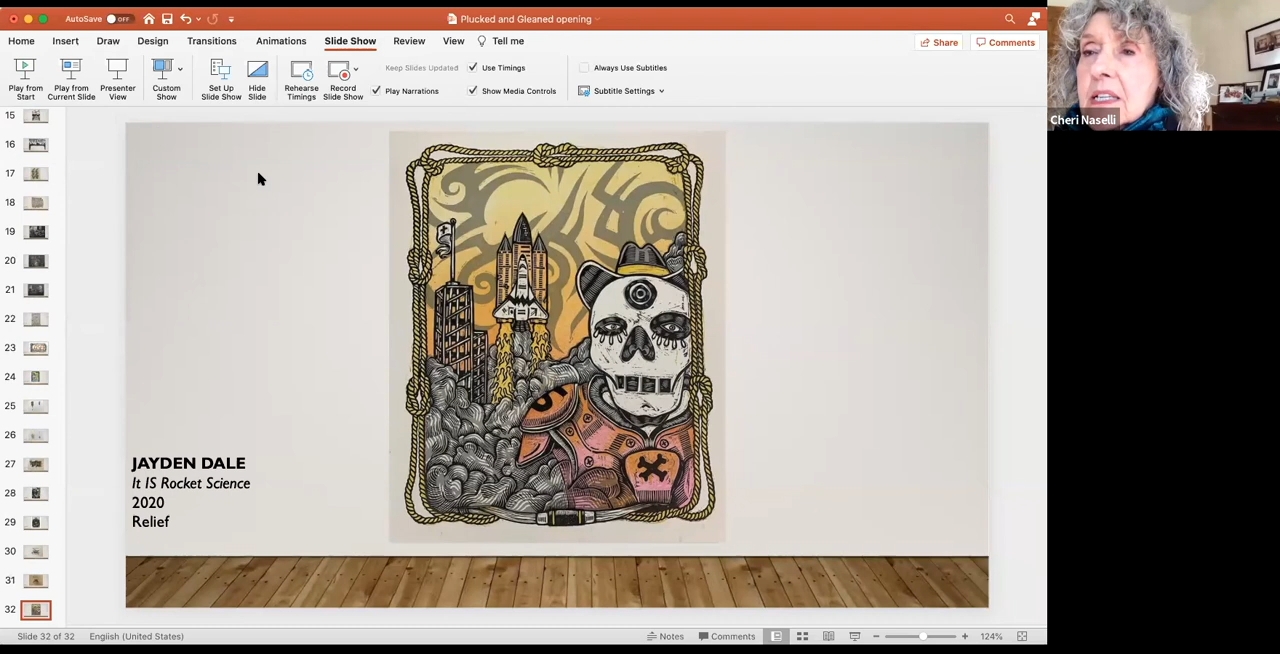 AutoSave OFF
Plucked and Gleaned opening
Home Insert Draw Design Transitions Animations Slide Show Review View Tell me
Share Comments
Play from Start
Play from Current Slide
Presenter View
Custom Show
Set Up Slide Show
Hide Slide
Rehearse Timings
Record Slide Show
Keep Slides Updated
Play Narrations
Use Timings
Show Media Controls
Always Use Subtitles
Subtitle Settings
Cheri Naselli
15
16
17
18
19
20
21
22
23
24
25
26
27
28
29
30
31
32
JAYDEN DALE
It IS Rocket Science
2020
Relief
Slide 32 of 32 English (United States) Notes Comments 124%